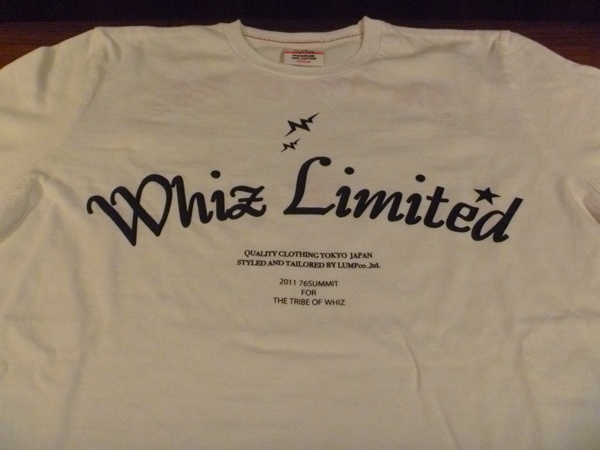 Whiz Limited
QUALITY CLOTHING TOKYO JAPAN
STYLED AND TAILORED BY LUMPco.,ltd.
2011 76SUMMIT
FOR
THE TRIBE OF WHIZ